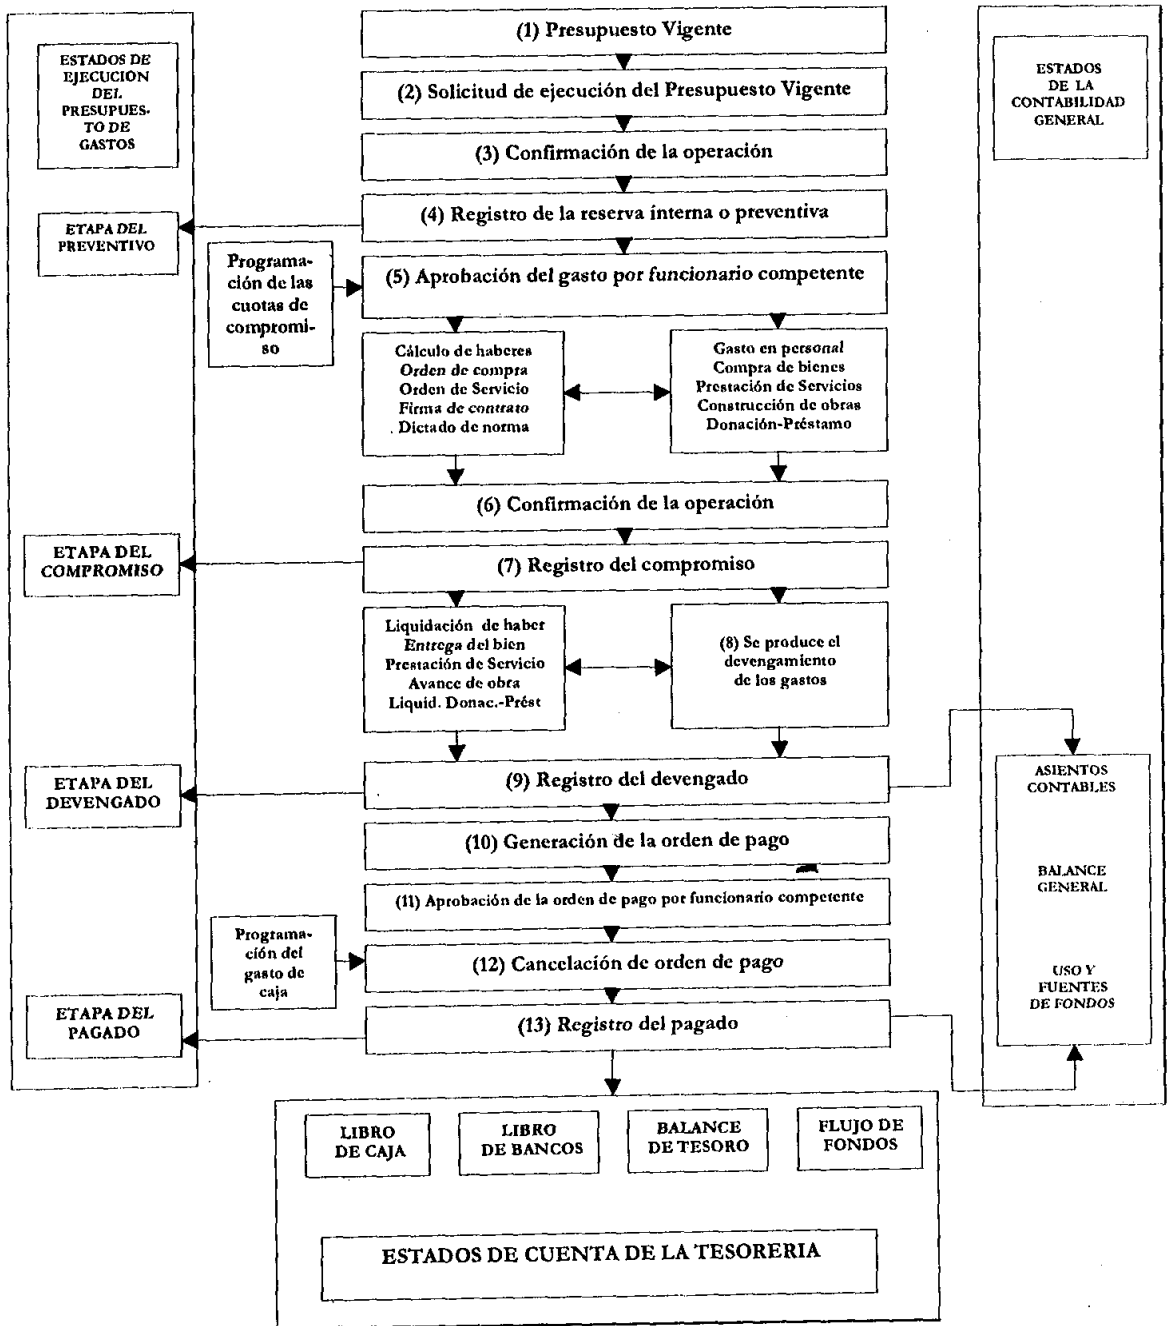 (1) Presupuesto Vigente
ESTADOS DE
EJECUCIÓN
DEL
PRESUPUES-
TO DE
GASTOS
ESTADOS
DE LA
CONTABILIDAD
GENERAL
(2) Solicitud de ejecución del Presupuesto Vigente
(3) Confirmación de la operación
(4) Registro de la reserva interna o preventiva
ETAPA DEL
PREVENTIVO
Programa-
ción de las
cuotas de
compromi-
so
(5) Aprobación del gasto por funcionario competente
Cálculo de haberes
Orden de compra
Orden de Servicio
Firma de contrato
. Dictado de norma
Gasto en personal
Compra de bienes
Prestación de Servicios
Construcción de obras
Donación-Préstamo
(6) Confirmación de la operación
ETAPA DEL
COMPROMISO
(7) Registro del compromiso
Liquidación de haber
Entrega del bien
Prestación de Servicio
Avance de obra
Liquid. Donac.-Prést
(8) Se produce el
devengamiento
de los gastos
ETAPA DEL
DEVENGADO
(9) Registro del devengado
ASIENTOS
CONTABLES
BALANCE
GENERAL
USO Y
FUENTES
DE FONDOS
(10) Generación de la orden de pago
(11) Aprobación de la orden de pago por funcionario competente
Programa-
ción del
gasto de
caja
(12) Cancelación de orden de pago
ETAPA DEL
PAGADO
(13) Registro del pagado
LIBRO
DE CAJA
LIBRO
DE BANCOS
BALANCE
DE TESORO
FLUJO DE
FONDOS
ESTADOS DE CUENTA DE LA TESORERIA